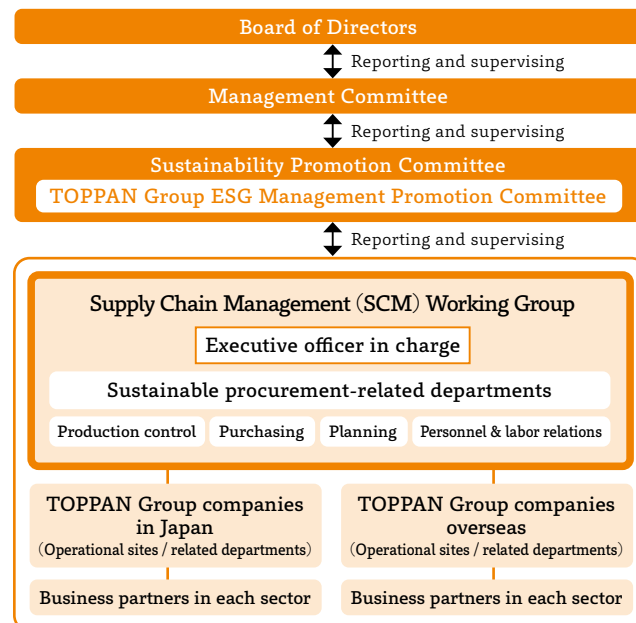 Board of Directors
Reporting and supervising
Management Committee
Reporting and supervising
Sustainability Promotion Committee
TOPPAN Group ESG Management Promotion Committee
Reporting and supervising
Supply Chain Management (SCM) Working Group
Executive officer in charge
Sustainable procurement-related departments
Production control Purchasing Planning Personnel & labor relations
TOPPAN Group companies
in Japan
(Operational sites / related departments)
TOPPAN Group companies
overseas
(Operational sites / related departments)
Business partners in each sector
Business partners in each sector